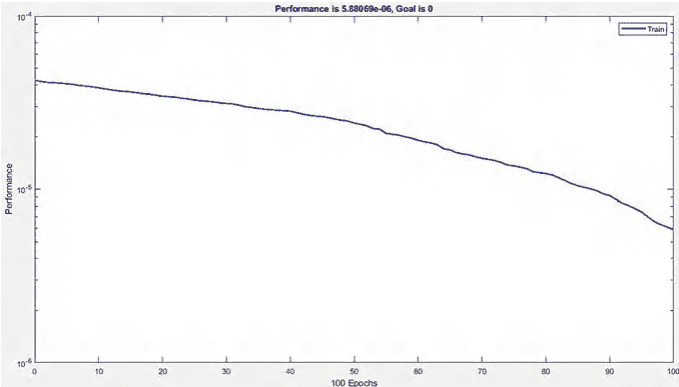 Performance is 5.88069e-06, Goal is 0
10^-4
Train
Performance
10^-5
10^-6
0 10 20 30 40 50 60 70 80 90 100
100 Epochs